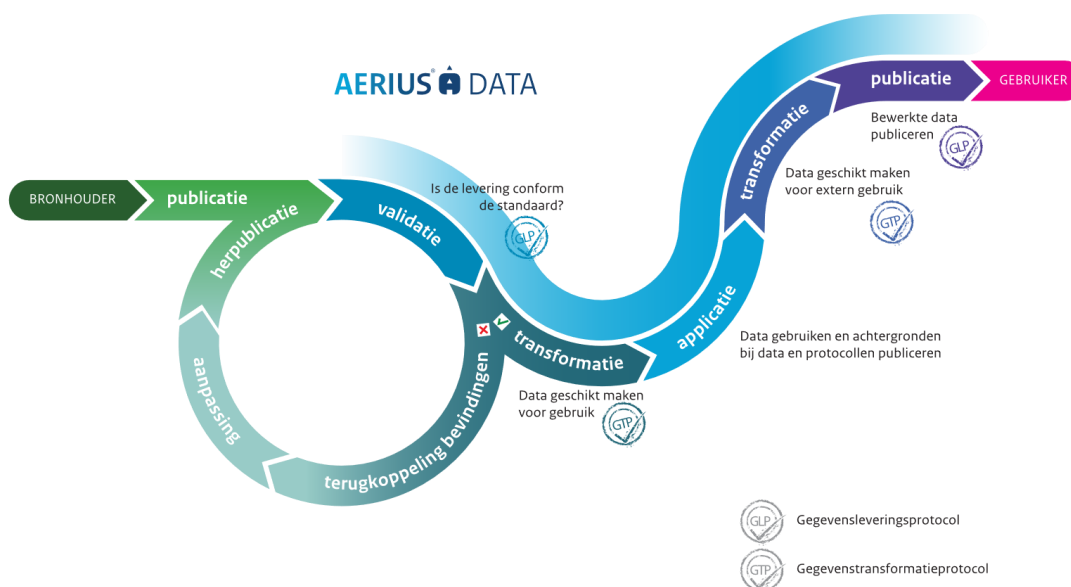 AERIUS® DATA
publicatie
GEBRUIKER
Bewerkte data
publiceren
GLP
transformatie
Data geschikt maken
voor extern gebruik
GTP
BRONHOUDER
publicatie
herpublicatie
validatie
Is de levering conform
de standaard?
GLP
applicatie
Data gebruiken en achtergronden
bij data en protocollen publiceren
transformatie
Data geschikt maken
voor gebruik
GTP
terugkoppeling bevindingen
aanpassing
GLP
Gegevensleveringsprotocol
GTP
Gegevenstransformatieprotocol